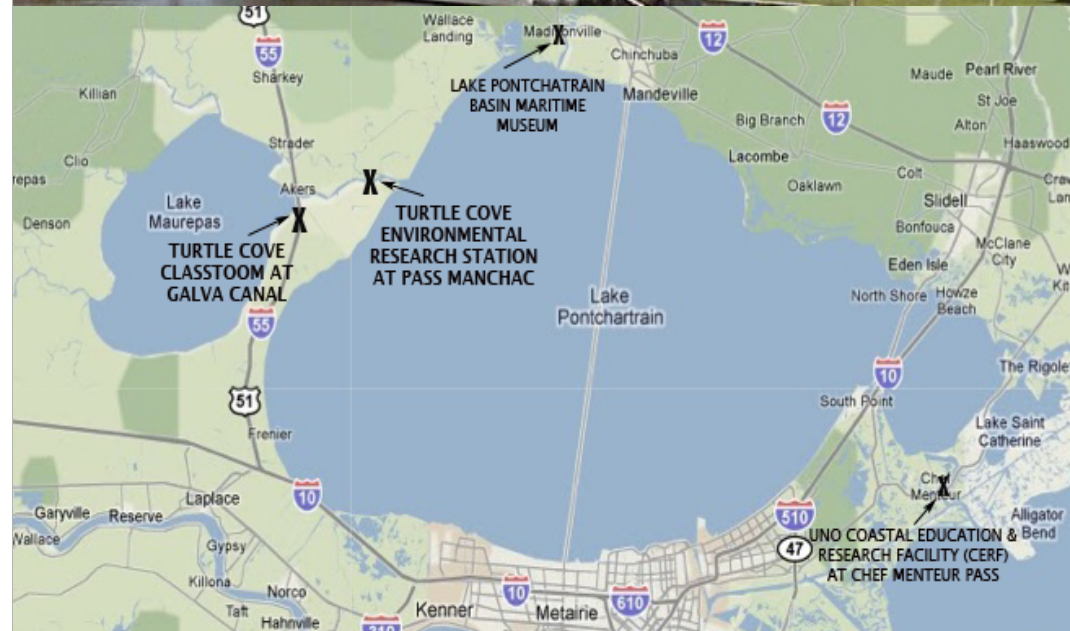 51
55
Sharkey
Killian
Clio
repas
Denson
Strader
Akers
Lake
Maurepas
TURTLE COVE
CLASSTOOM AT
GALVA CANAL
TURTLE COVE
ENVIRONMENTAL
RESEARCH STATION
AT PASS MANCHAC
Wallace
Landing
Chinchuba
Mandeville
LAKE PONTCHATRAIN
BASIN MARITIME
MUSEUM
12
Maude
Pearl River
St Joe
Alton
Haaswood
Big Branch
12
Lacombe
Oaklawn
Colt
Slidell
Bonfouca
McClane
City
Eden Isle
North Shore
Howze
Beach
Lake
Pontchartrain
55
51
Frenier
10
South Point
The Rigole
Lake Saint
Catherine
Menteur
Alligator
Bend
UNO COASTAL EDUCATION &
RESEARCH FACILITY (CERF)
AT CHEF MENTEUR PASS
510
47
10
Laplace
Garyville
Reserve
Wallace
Gypsy
Killona
Norco
Taft
Hahnville
310
Kenner
10
Metairie
610